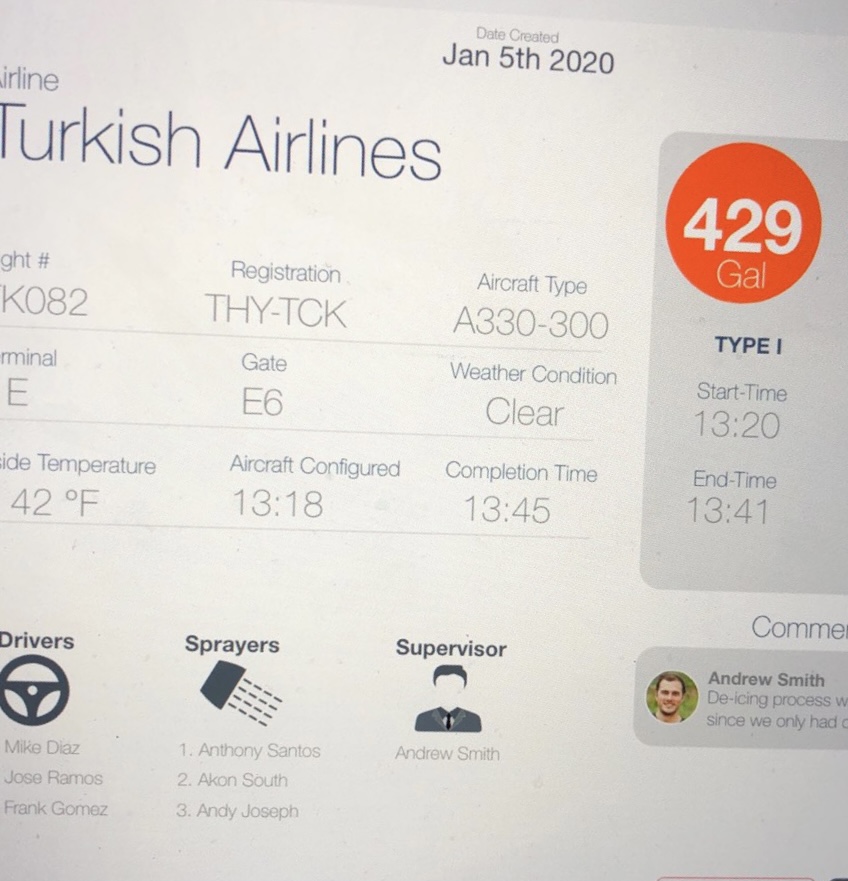 Date Created
Jan 5th 2020
Airline
Turkish Airlines
429
Gal
ght #
Registration
Aircraft Type
K082
THY-TCK
A330-300
TYPE I
rminal
Gate
Weather Condition
E
E6
Clear
Start-Time
13:20
ide Temperature
Aircraft Configured
Completion Time
42 °F
13:18
13:45
End-Time
13:41
Drivers
Sprayers
Supervisor
Mike Diaz
Jose Ramos
Frank Gomez
1. Anthony Santos
2. Akon South
3. Andy Joseph
Andrew Smith
Commen
Andrew Smith
De-icing process w
since we only had